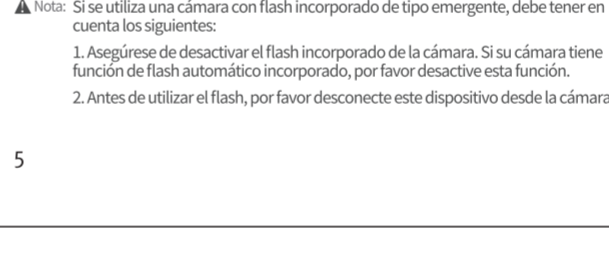 Nota: Si se utiliza una cámara con flash incorporado de tipo emergente, debe tener en
cuenta los siguientes:
1. Asegúrese de desactivar el flash incorporado de la cámara. Si su cámara tiene
función de flash automático incorporado, por favor desactive esta función.
2. Antes de utilizar el flash, por favor desconecte este dispositivo desde la cámara
5